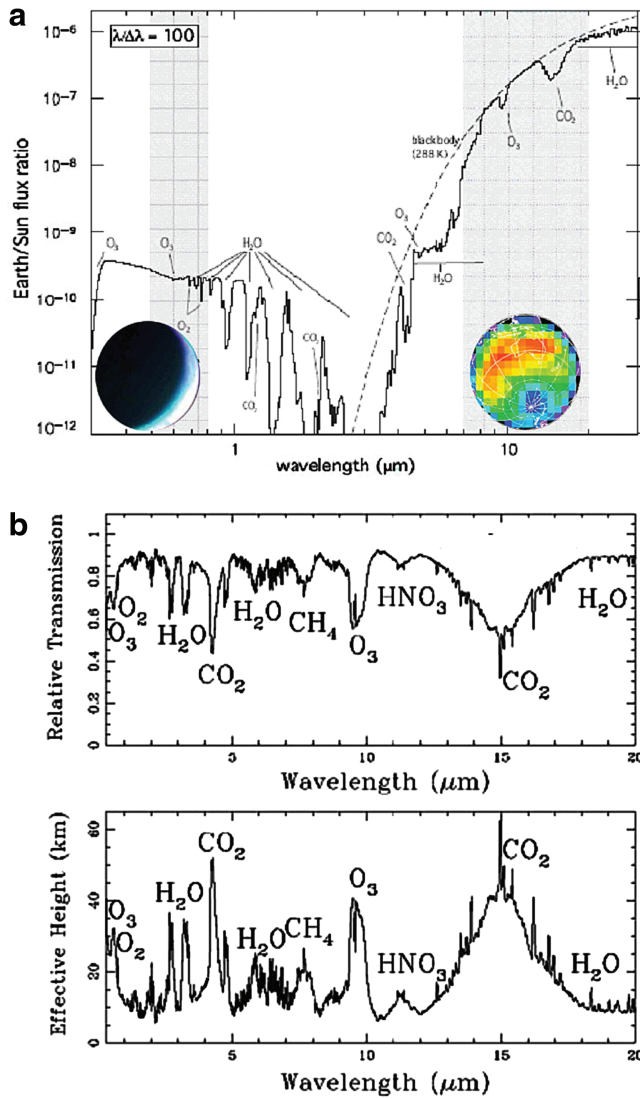 a
λ/Δλ = 100
Earth/Sun flux ratio
10⁻⁶
10⁻⁷
10⁻⁸
10⁻⁹
10⁻¹⁰
10⁻¹¹
10⁻¹²
O₃
O₃
O₂
H₂O
CO₂
CO₂
blackbody
(288 K)
CO₂
O₃
H₂O
O₃
CO₂
H₂O
1
10
wavelength (μm)
b
Relative Transmission
1
0.8
0.6
0.4
0.2
0
O₂
O₃
H₂O
CO₂
H₂O
CH₄
O₃
HNO₃
CO₂
H₂O
5
10
15
20
Wavelength (μm)
Effective Height (km)
60
40
20
0
O₃
O₂
H₂O
CO₂
H₂O
CH₄
O₃
HNO₃
CO₂
H₂O
5
10
15
20
Wavelength (μm)